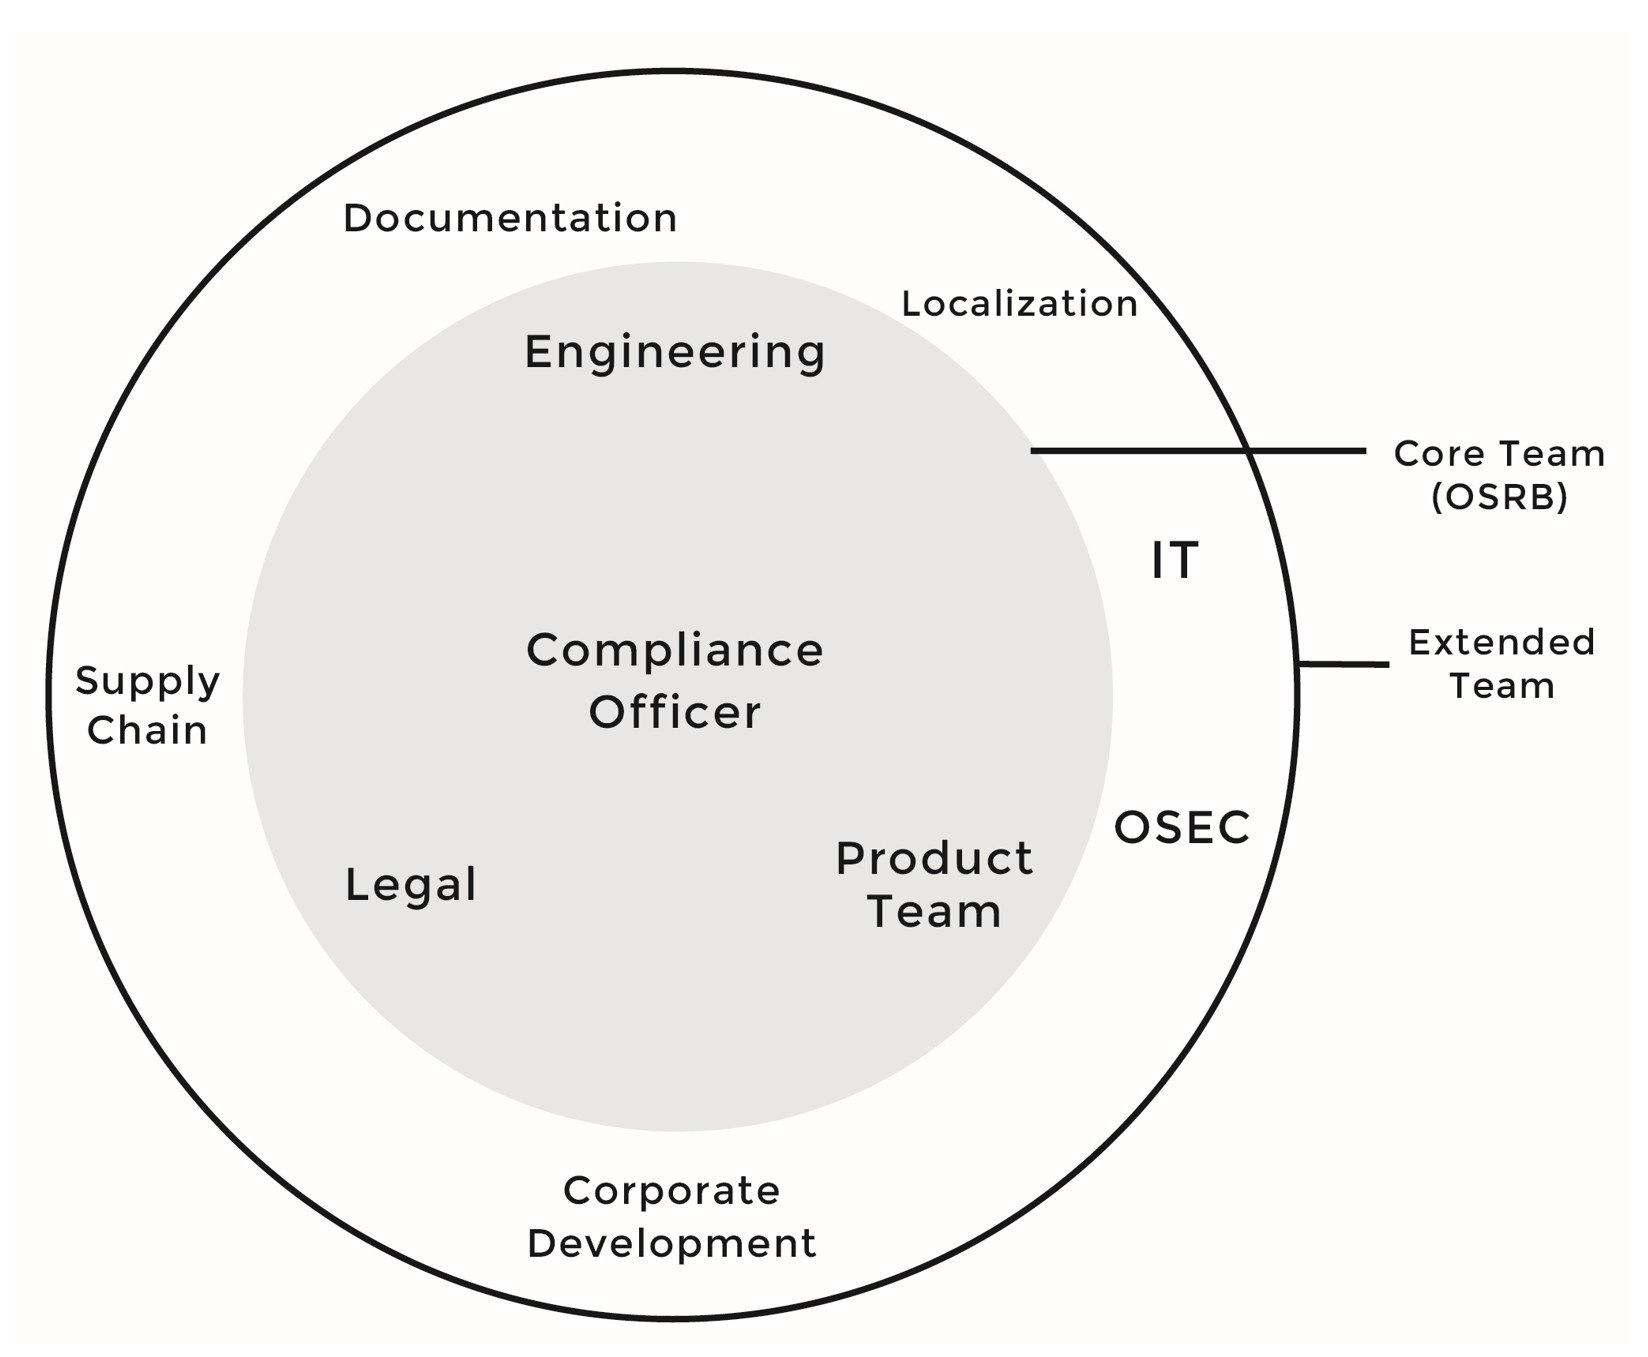 Documentation
Localization
Engineering
Core Team
(OSRB)
IT
Extended
Team
Compliance
Officer
Supply
Chain
OSEC
Product
Team
Legal
Corporate
Development